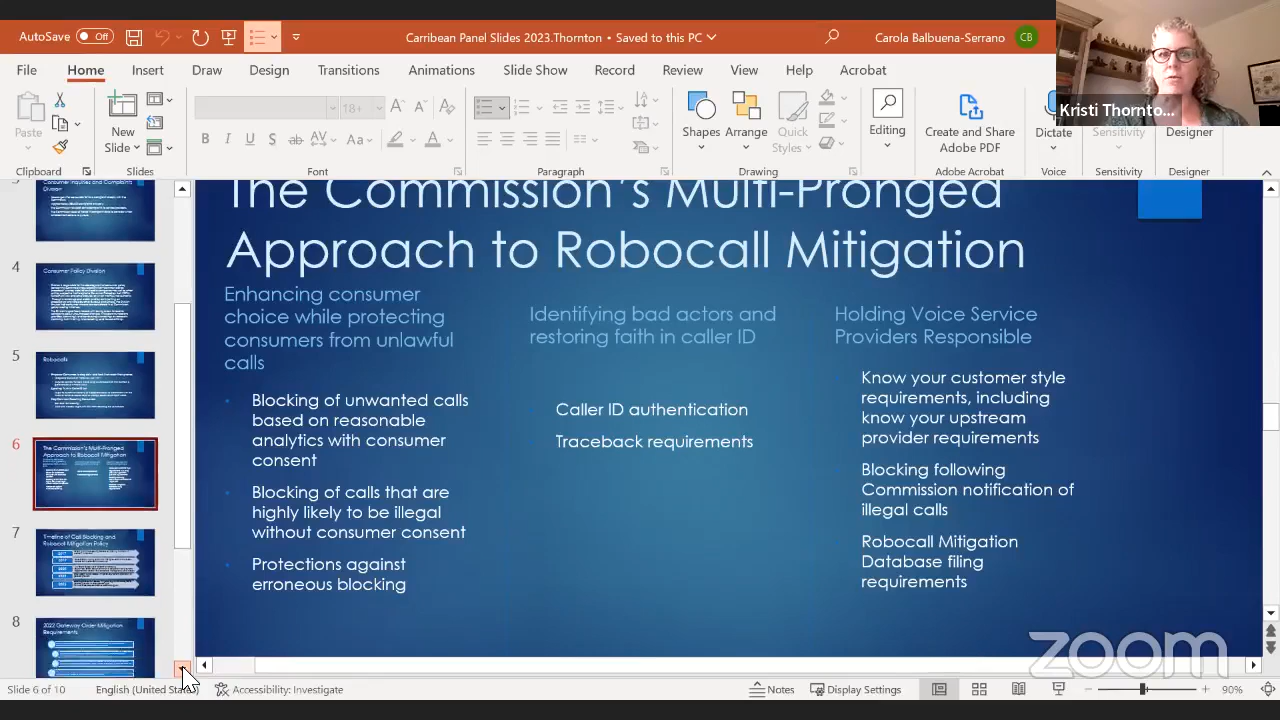 AutoSave Off Carribean Panel Slides 2023.Thornton • Saved to this PC Carola Balbuena-Serrano CB
File Home Insert Draw Design Transitions Animations Slide Show Record Review View Help Acrobat
Kristi Thornto...
Paste New Slide Shapes Arrange Quick Styles Editing Create and Share Adobe PDF Dictate Sensitivity Designer
Clipboard Slides Font Paragraph Drawing Adobe Acrobat Voice Sensitivity Designer
The Commission's Multi-Pronged
Approach to Robocall Mitigation
Enhancing consumer
choice while protecting
consumers from unlawful
calls
Blocking of unwanted calls
based on reasonable
analytics with consumer
consent
Blocking of calls that are
highly likely to be illegal
without consumer consent
Protections against
erroneous blocking
Identifying bad actors and
restoring faith in caller ID
Caller ID authentication
Traceback requirements
Holding Voice Service
Providers Responsible
Know your customer style
requirements, including
know your upstream
provider requirements
Blocking following
Commission notification of
illegal calls
Robocall Mitigation
Database filing
requirements
Consumer Inquiries and Complaints
Division
4
Consumer Policy Division
5
Robocalls
6
The Commission's Multi-Pronged
Approach to Robocall Mitigation
7
Timeline of Call Blocking and
Robocall Mitigation Policy
8
2022 Gateway Order Mitigation
Requirements
zoom
Slide 6 of 10 English (United Accessibility: Investigate Notes Display Settings 90%